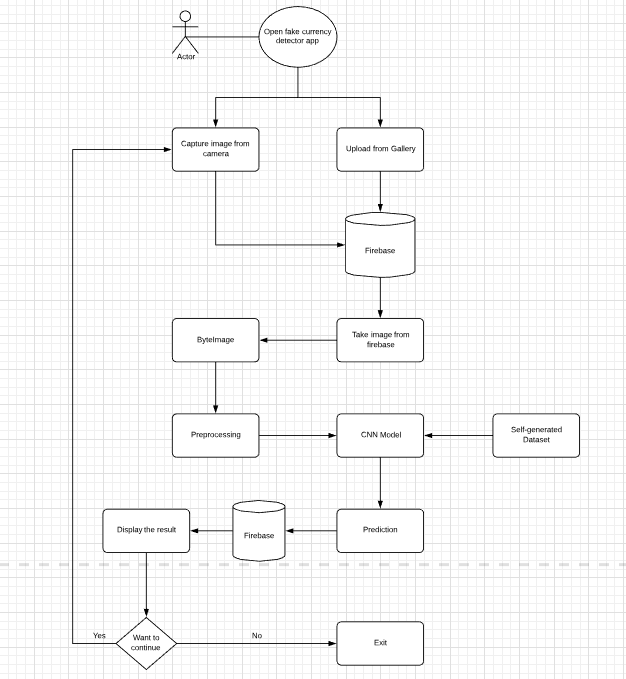 Open fake currency
detector app
Actor
Capture image from
camera
Upload from Gallery
Firebase
ByteImage
Take image from
firebase
Preprocessing
CNN Model
Self-generated
Dataset
Display the result
Firebase
Prediction
Yes
Want to
continue
No
Exit